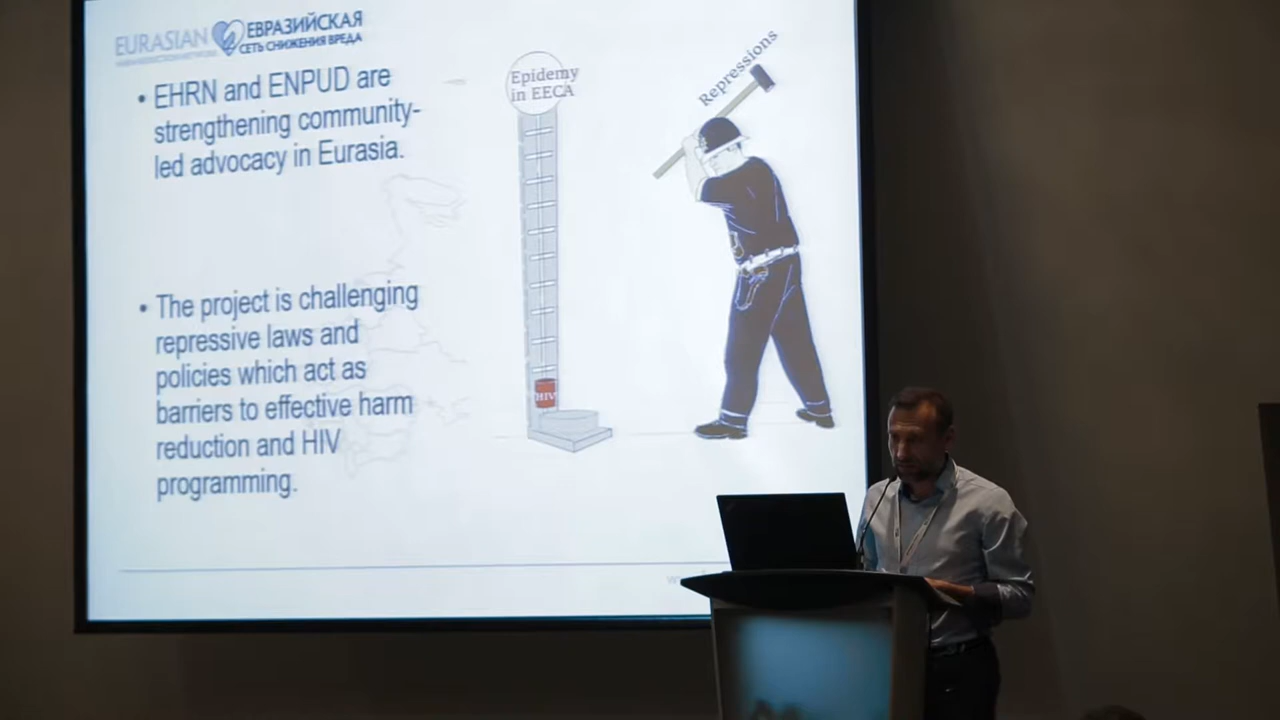 EURASIAN
ЕВРАЗИЙСКАЯ
СЕТЬ СНИЖЕНИЯ ВРЕДА
• EHRN and ENPUD are
strengthening community-
led advocacy in Eurasia.
• The project is challenging
repressive laws and
policies which act as
barriers to effective harm
reduction and HIV
programming.
Epidemy
in EECA
HIV
Repressions